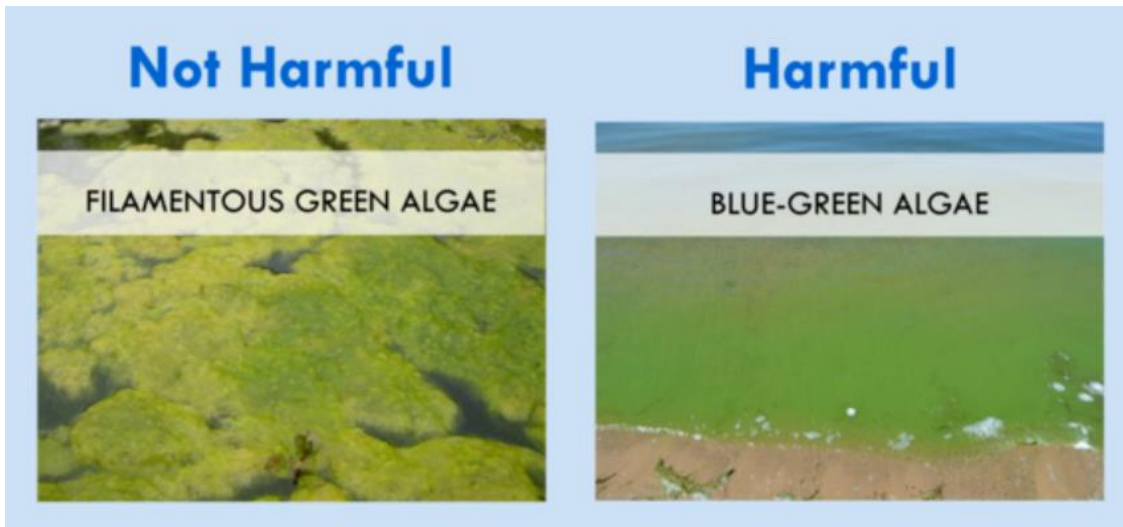 Not Harmful
Harmful
FILAMENTOUS GREEN ALGAE
BLUE-GREEN ALGAE